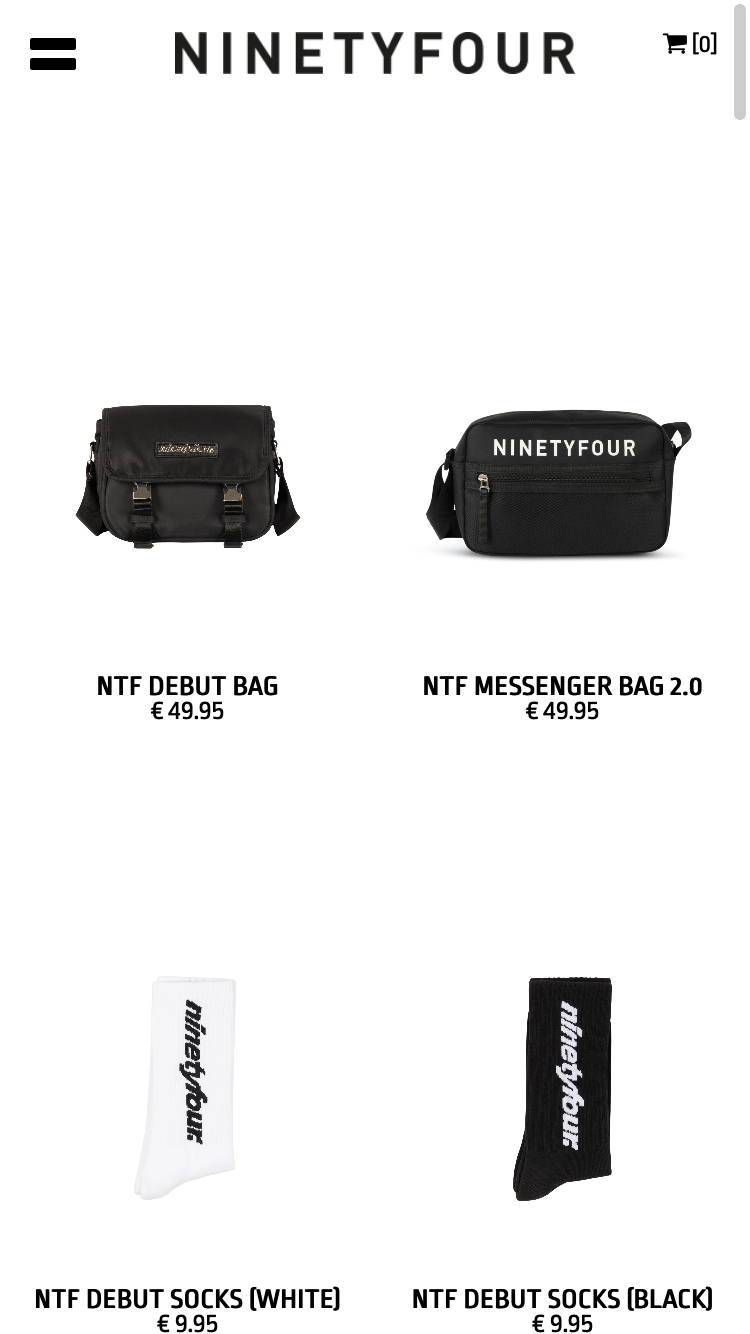 NINETYFOUR
[0]
ninetyfour
NINETYFOUR
NTF DEBUT BAG
€ 49.95
NTF MESSENGER BAG 2.0
€ 49.95
ninetyfour
ninetyfour
NTF DEBUT SOCKS (WHITE)
€ 9.95
NTF DEBUT SOCKS (BLACK)
€ 9.95